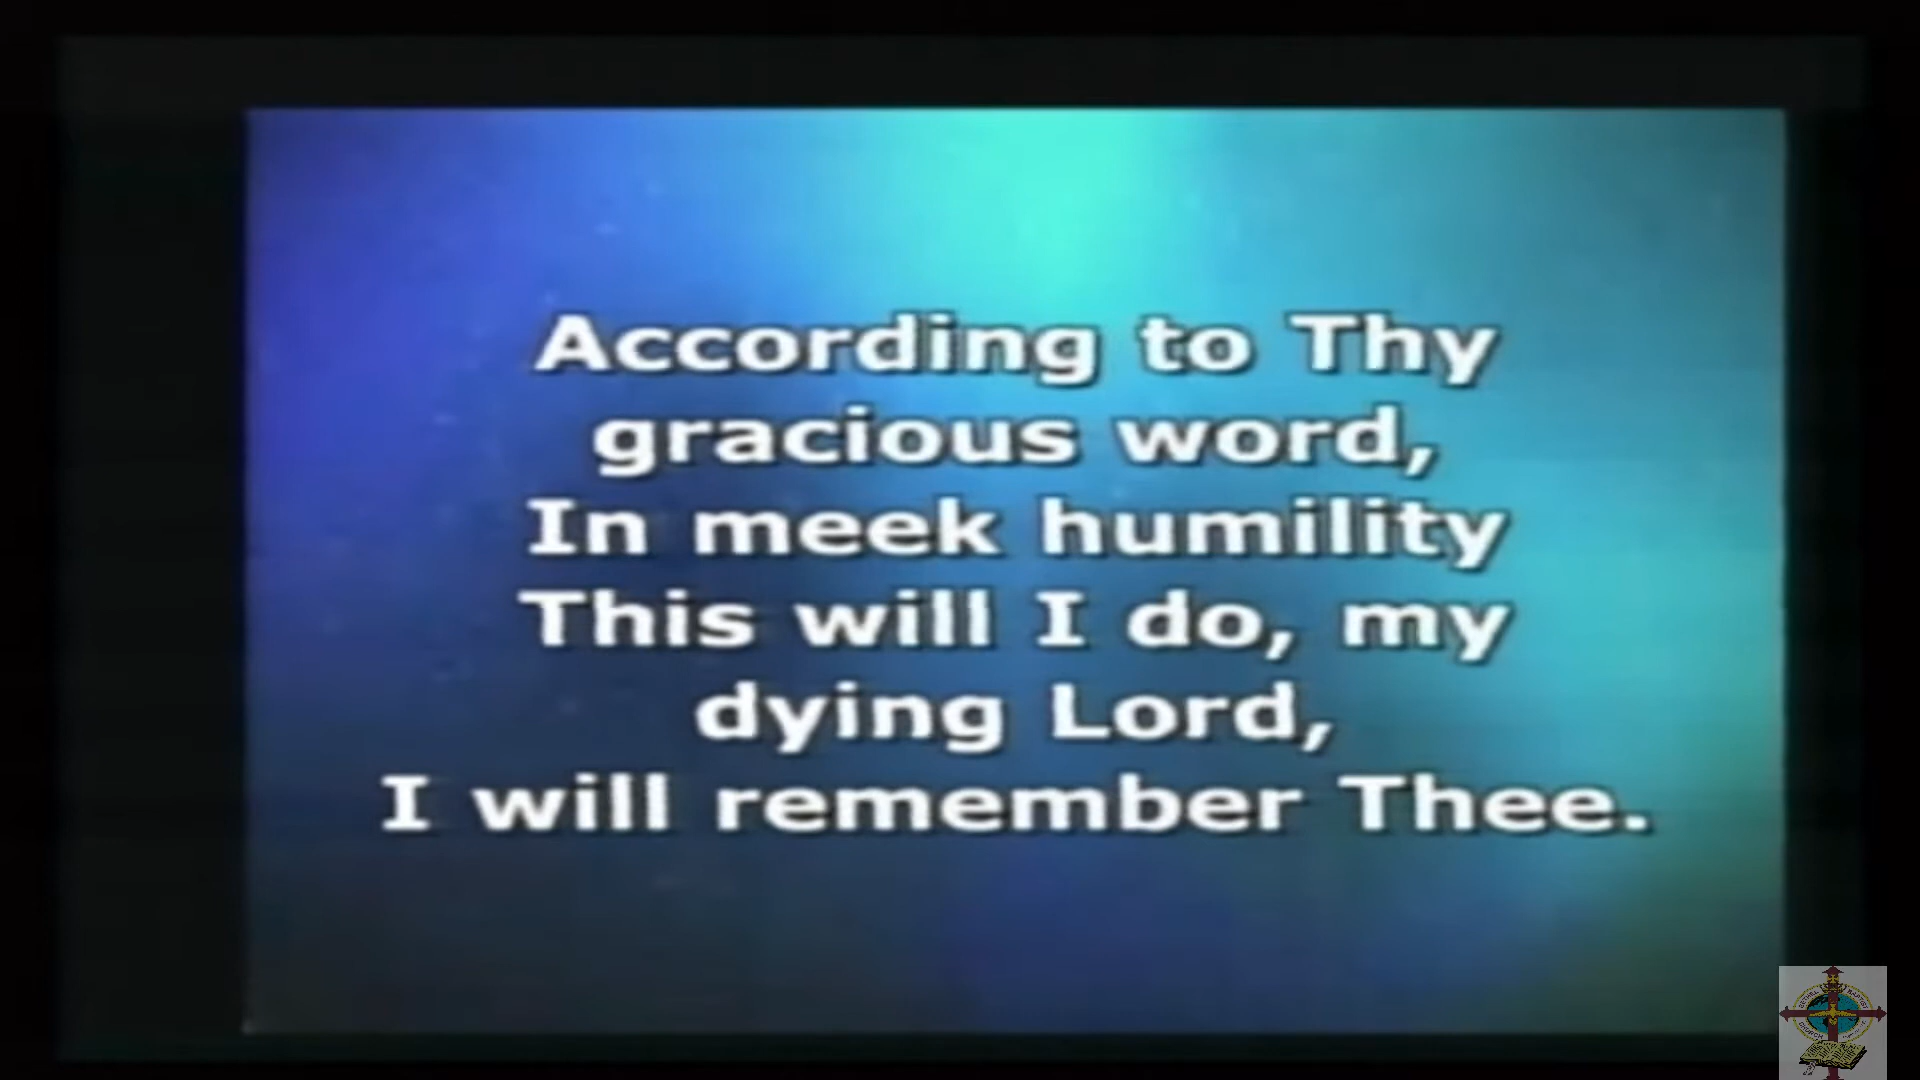 According to Thy
gracious word,
In meek humility
This will I do, my
dying Lord,
I will remember Thee.